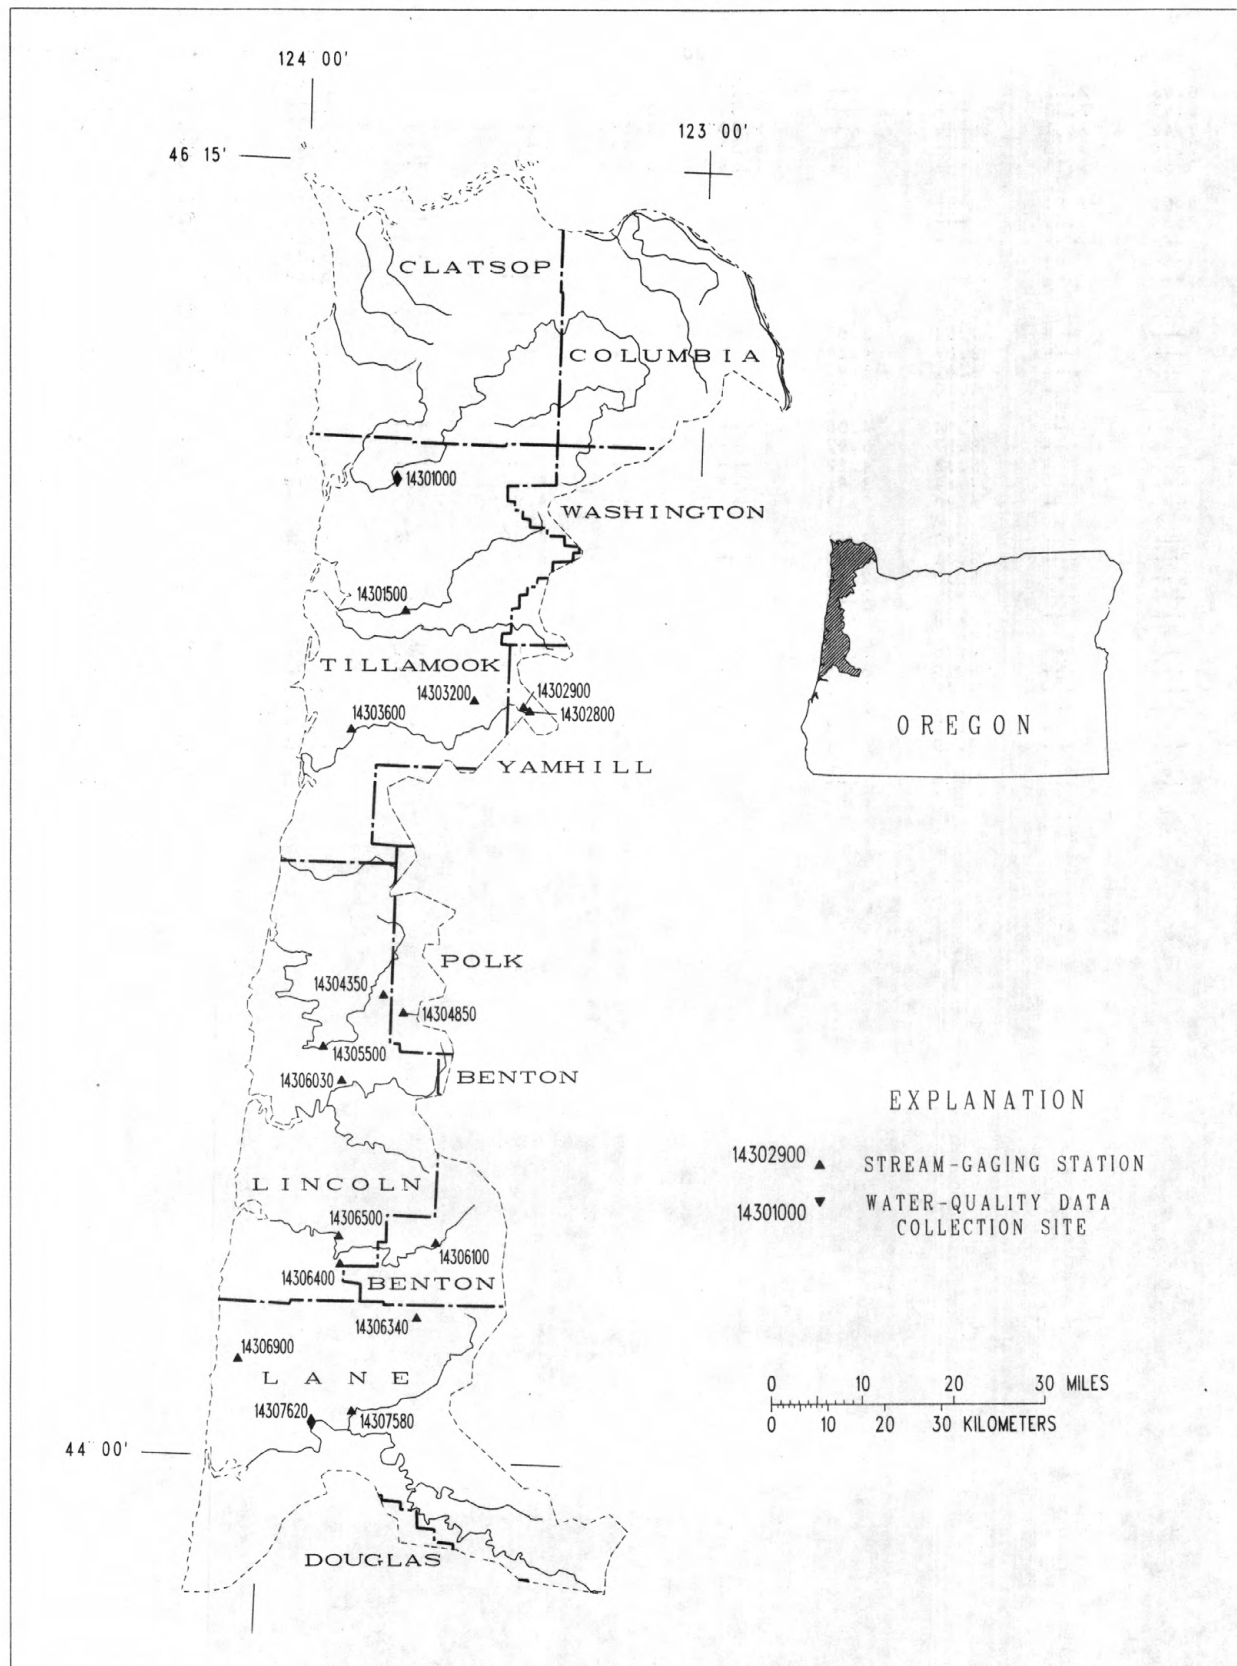 124° 00'
123° 00'
46 15'
CLATSOP
COLUMBIA
14301000
WASHINGTON
14301500
TILLAMOOK
14303200
14302900
14302800
14303600
OREGON
YAMHILL
POLK
14304350
14304850
14305500
14306030
BENTON
EXPLANATION
14302900 ▲ STREAM-GAGING STATION
14301000 ▼ WATER-QUALITY DATA
COLLECTION SITE
LINCOLN
14306500
14306100
14306400
BENTON
14306340
14306900
LANE
14307620
14307580
0 10 20 30 MILES
0 10 20 30 KILOMETERS
44° 00'
DOUGLAS